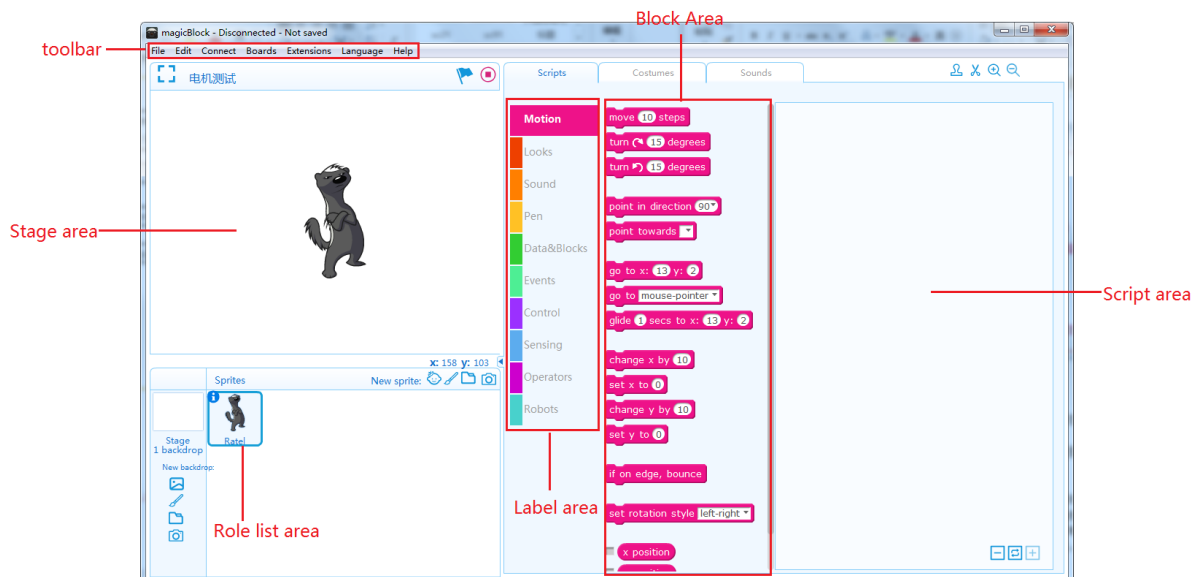 Block Area
magicBlock - Disconnected - Not saved
toolbar
File Edit Connect Boards Extensions Language Help
电机测试
Scripts Costumes Sounds
Motion
Looks
Sound
Pen
Data&Blocks
Events
Control
Sensing
Operators
Robots
move 10 steps
turn 15 degrees
turn 15 degrees
point in direction 90
point towards
go to x: 13 y: 2
go to mouse-pointer
glide 1 secs to x: 13 y: 2
change x by 10
set x to 0
change y by 10
set y to 0
if on edge, bounce
set rotation style left-right
x position
Stage area
Script area
x: 158 y: 103
Sprites New sprite:
Stage
1 backdrop
New backdrop:
Ratel
Role list area
Label area